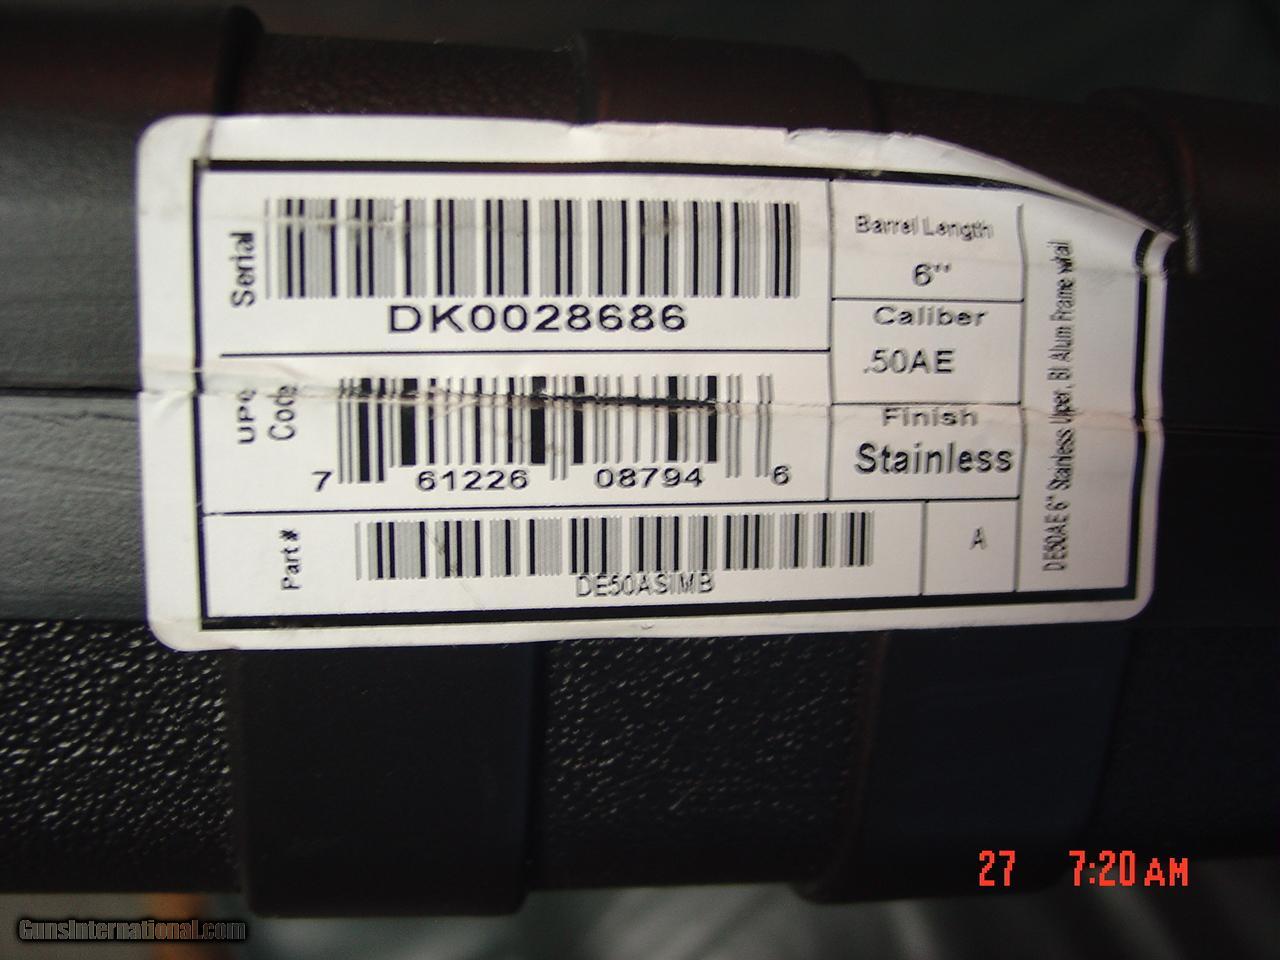 Serial
DK0028686
UPC
Code
7 61226 08794 6
Part #
DE50ASIMB
Barrel Length
6"
Caliber
.50AE
Finish
Stainless
A
DE50AE 6" Stainless Upper, Bl Alum Frame w/rail
27 7:20 AM
GunsInternational.com